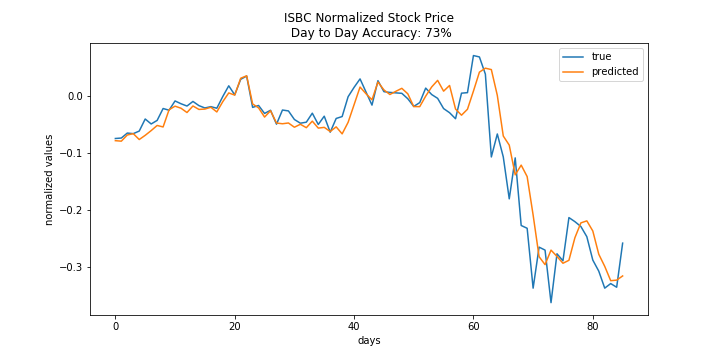 ISBC Normalized Stock Price
Day to Day Accuracy: 73%
true
predicted
normalized values
0.0
−0.1
−0.2
−0.3
0
20
40
60
80
days